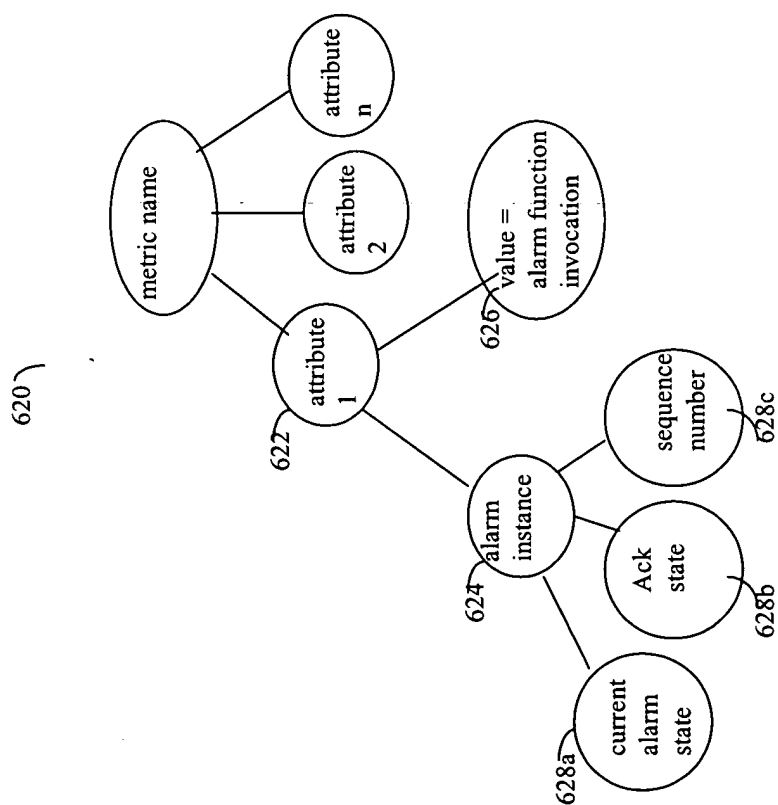 620
metric name
attribute
1
attribute
2
attribute
n
622
alarm
instance
624
value =
alarm function
invocation
626
current
alarm
state
628a
Ack
state
628b
sequence
number
628c